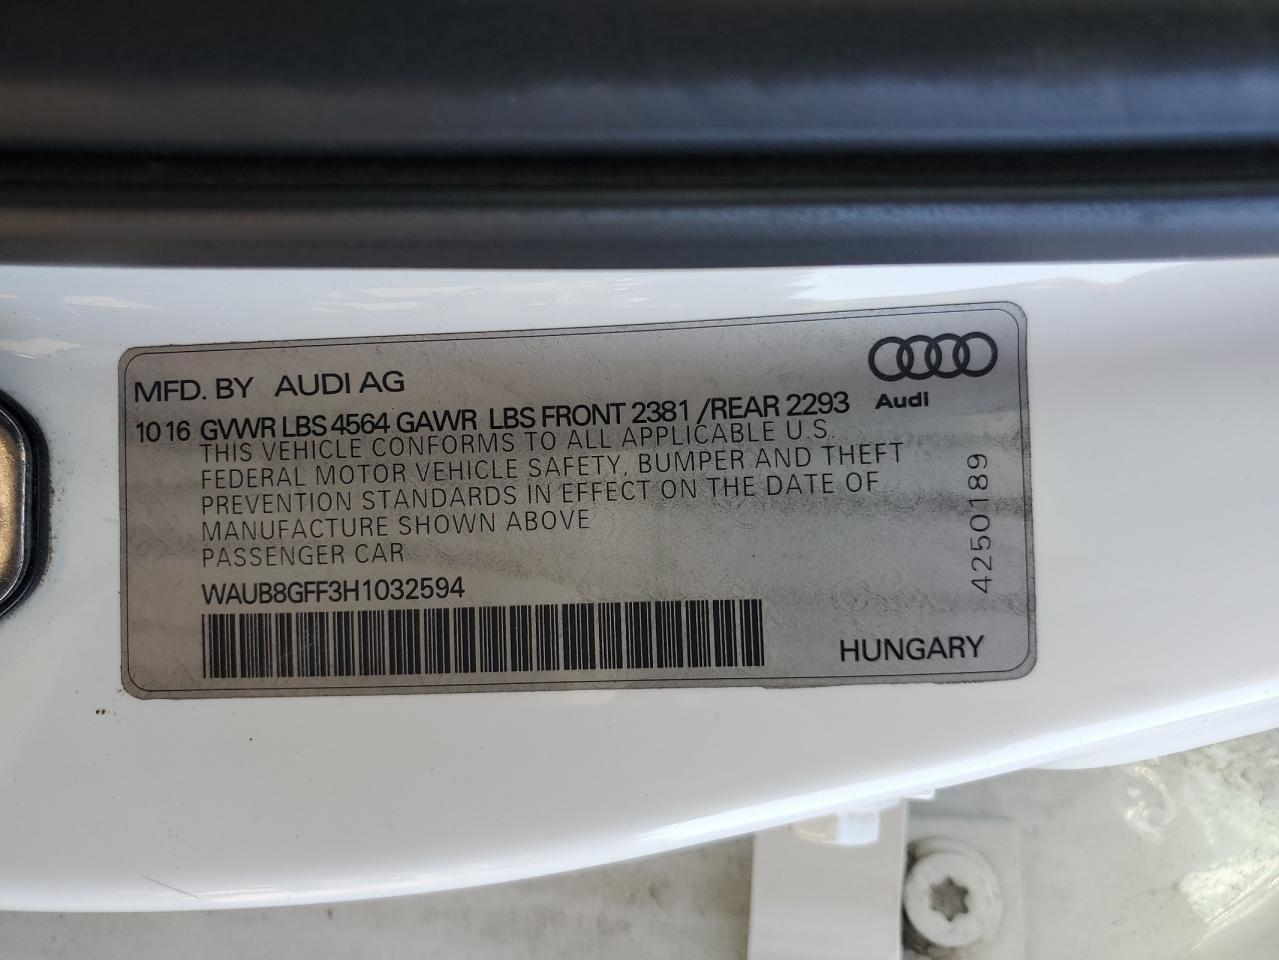 MFD. BY AUDI AG
Audi
10 16 GVWR LBS 4564 GAWR LBS FRONT 2381 /REAR 2293
THIS VEHICLE CONFORMS TO ALL APPLICABLE U.S.
FEDERAL MOTOR VEHICLE SAFETY, BUMPER AND THEFT
PREVENTION STANDARDS IN EFFECT ON THE DATE OF
MANUFACTURE SHOWN ABOVE
PASSENGER CAR
WAUB8GFF3H1032594
HUNGARY
4250189